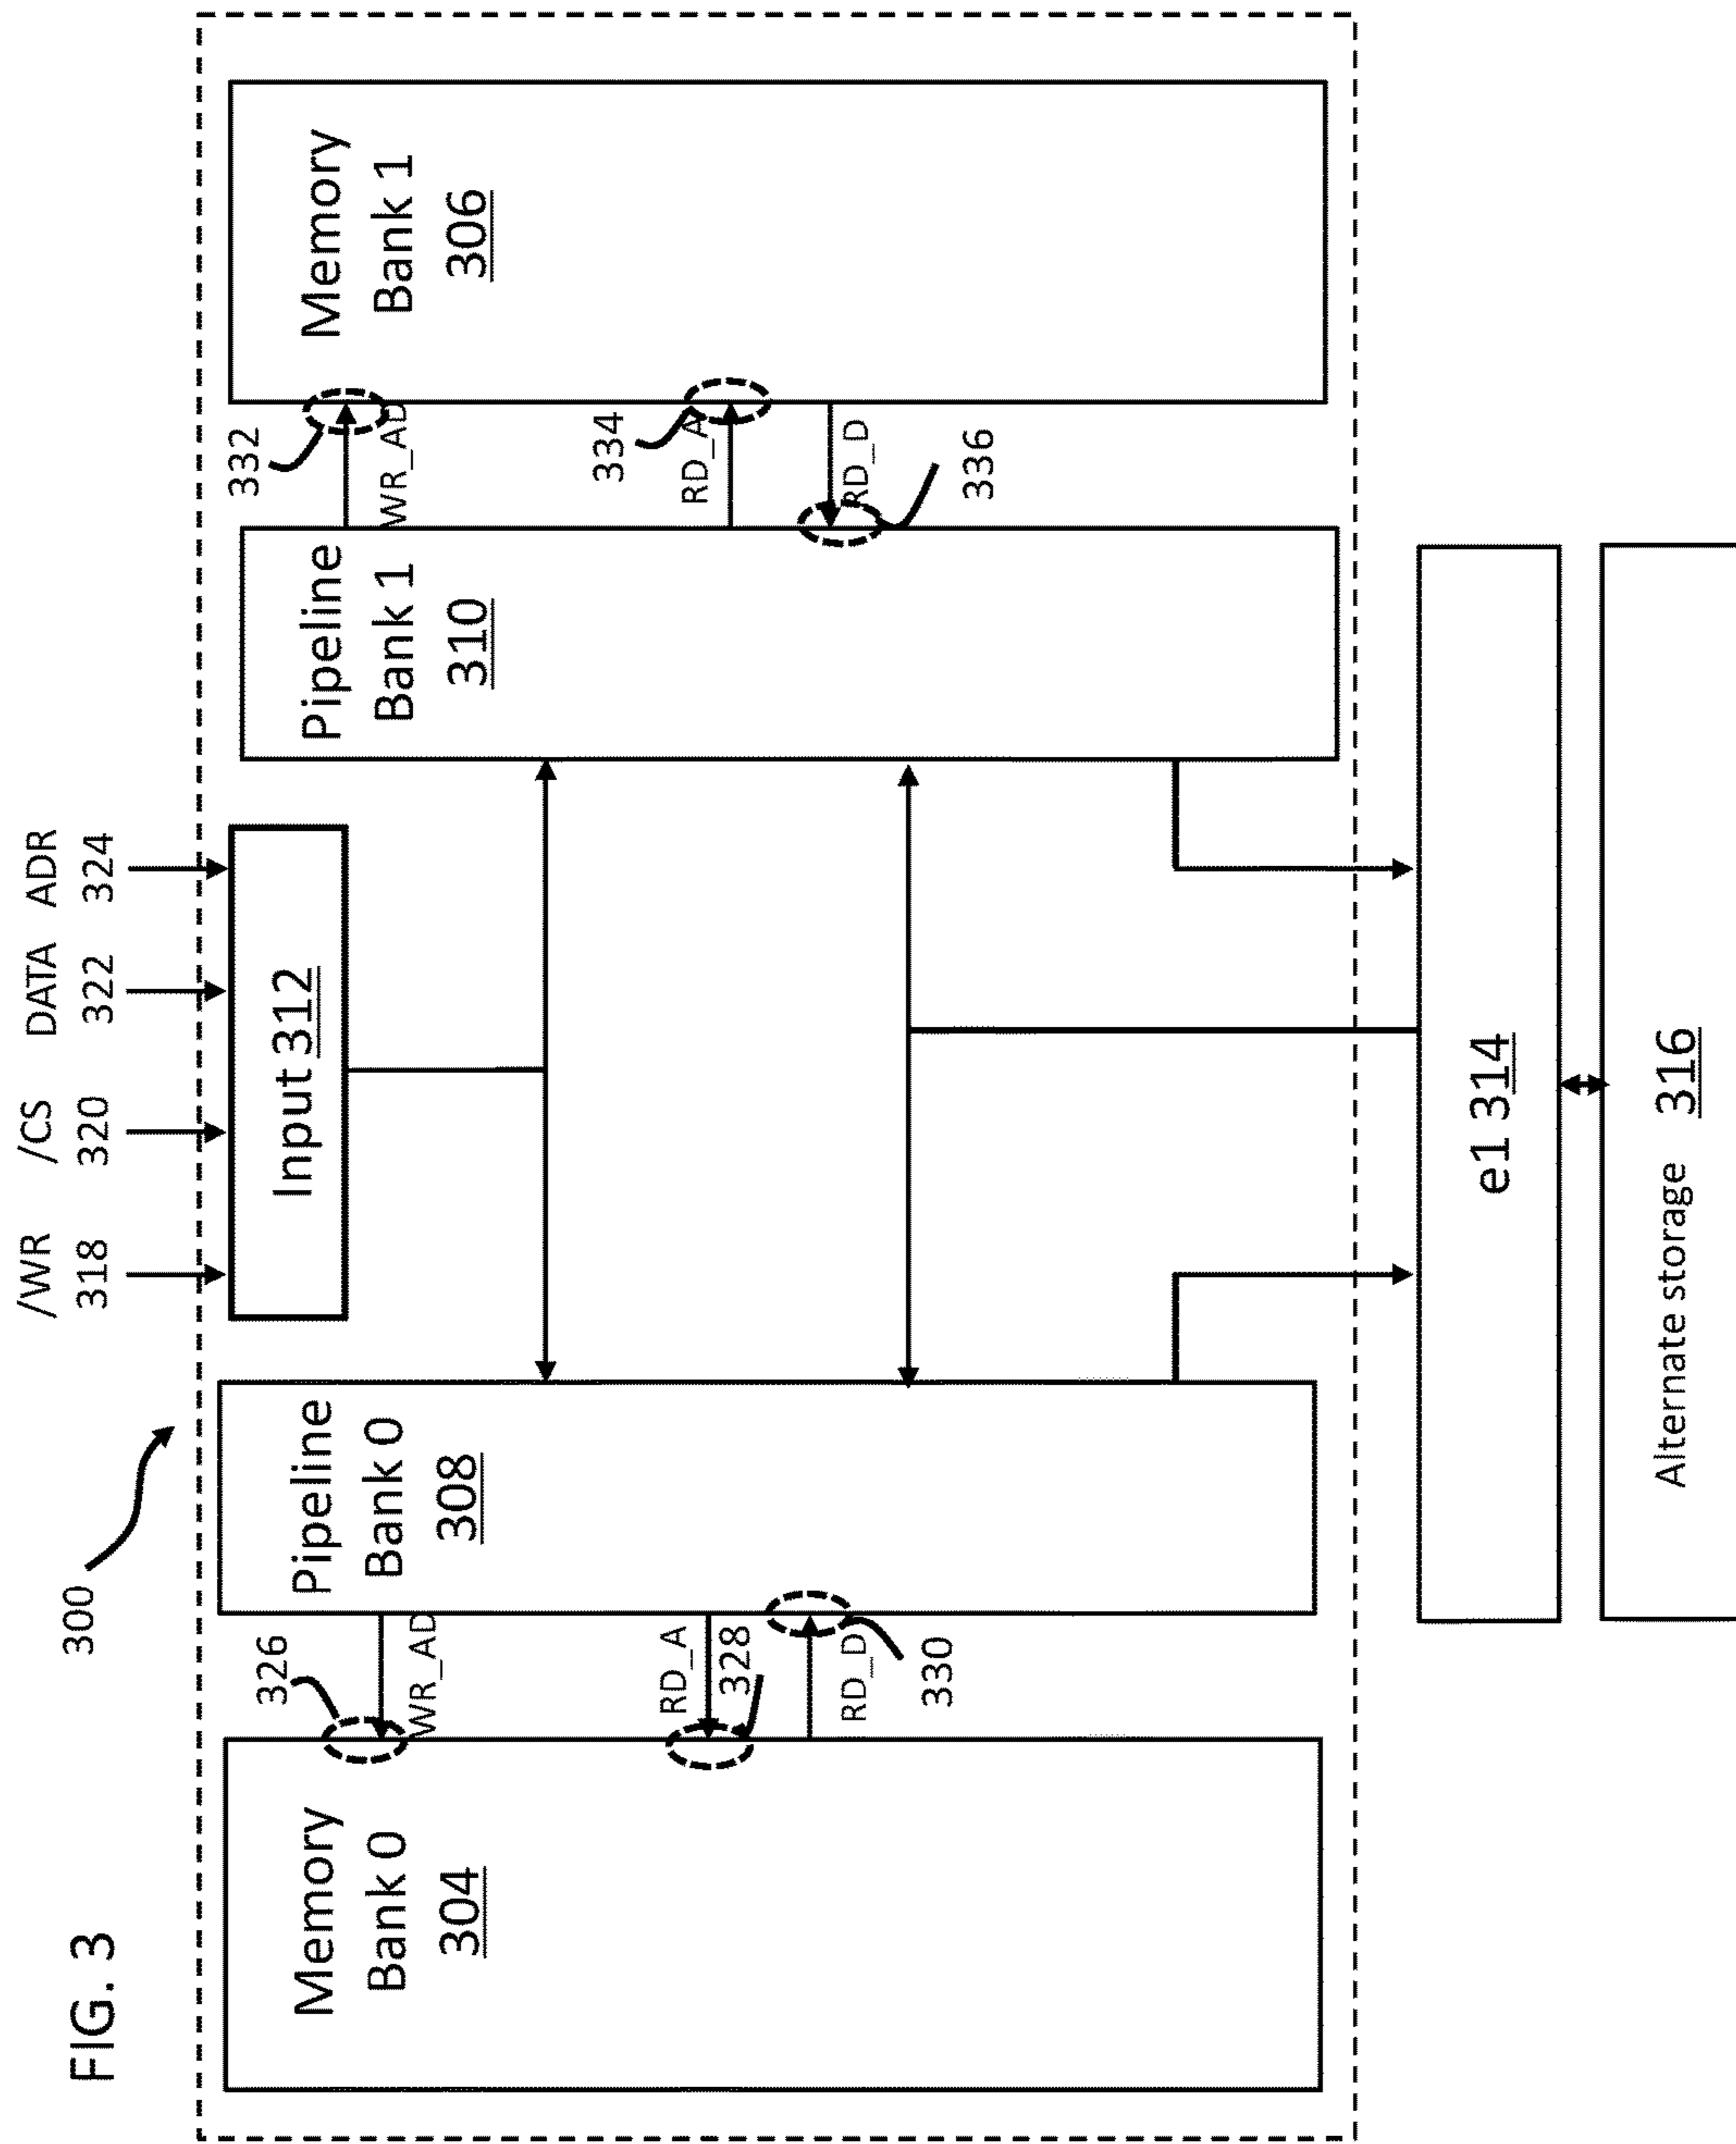 FIG. 3
300
/WR
318
/CS
320
DATA
322
ADR
324
Memory
Bank 0
304
326
WR_AD
RD_A
328
RD_D
330
Pipeline
Bank 0
308
Input 312
Pipeline
Bank 1
310
332
WR_AD
334
RD_A
RD_D
336
Memory
Bank 1
306
e1 314
Alternate storage 316